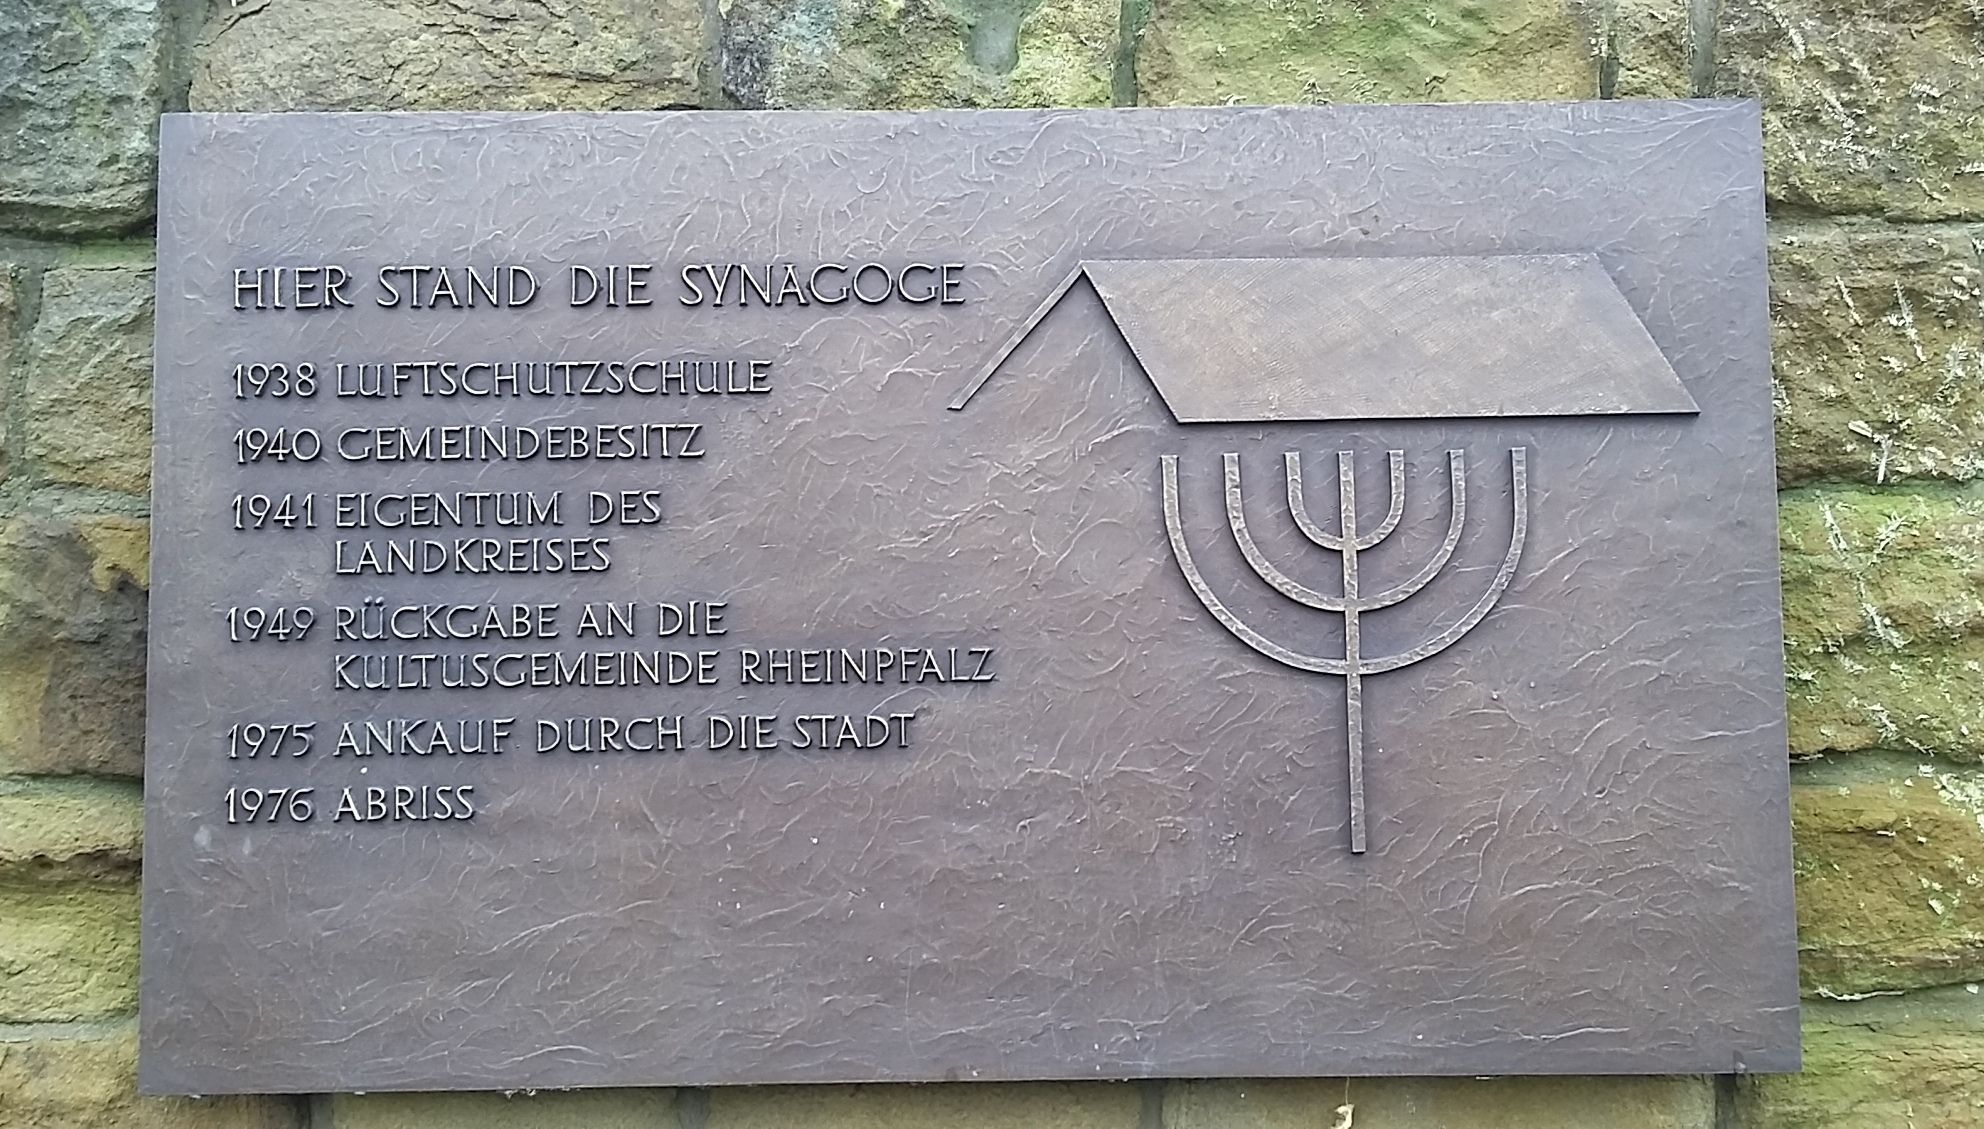 HIER STAND DIE SYNAGOGE
1938 LUFTSCHUTZSCHULE
1940 GEMEINDEBESITZ
1941 EIGENTUM DES
LANDKREISES
1949 RÜCKGABE AN DIE
KULTUSGEMEINDE RHEINPFALZ
1975 ANKAUF DURCH DIE STADT
1976 ABRISS